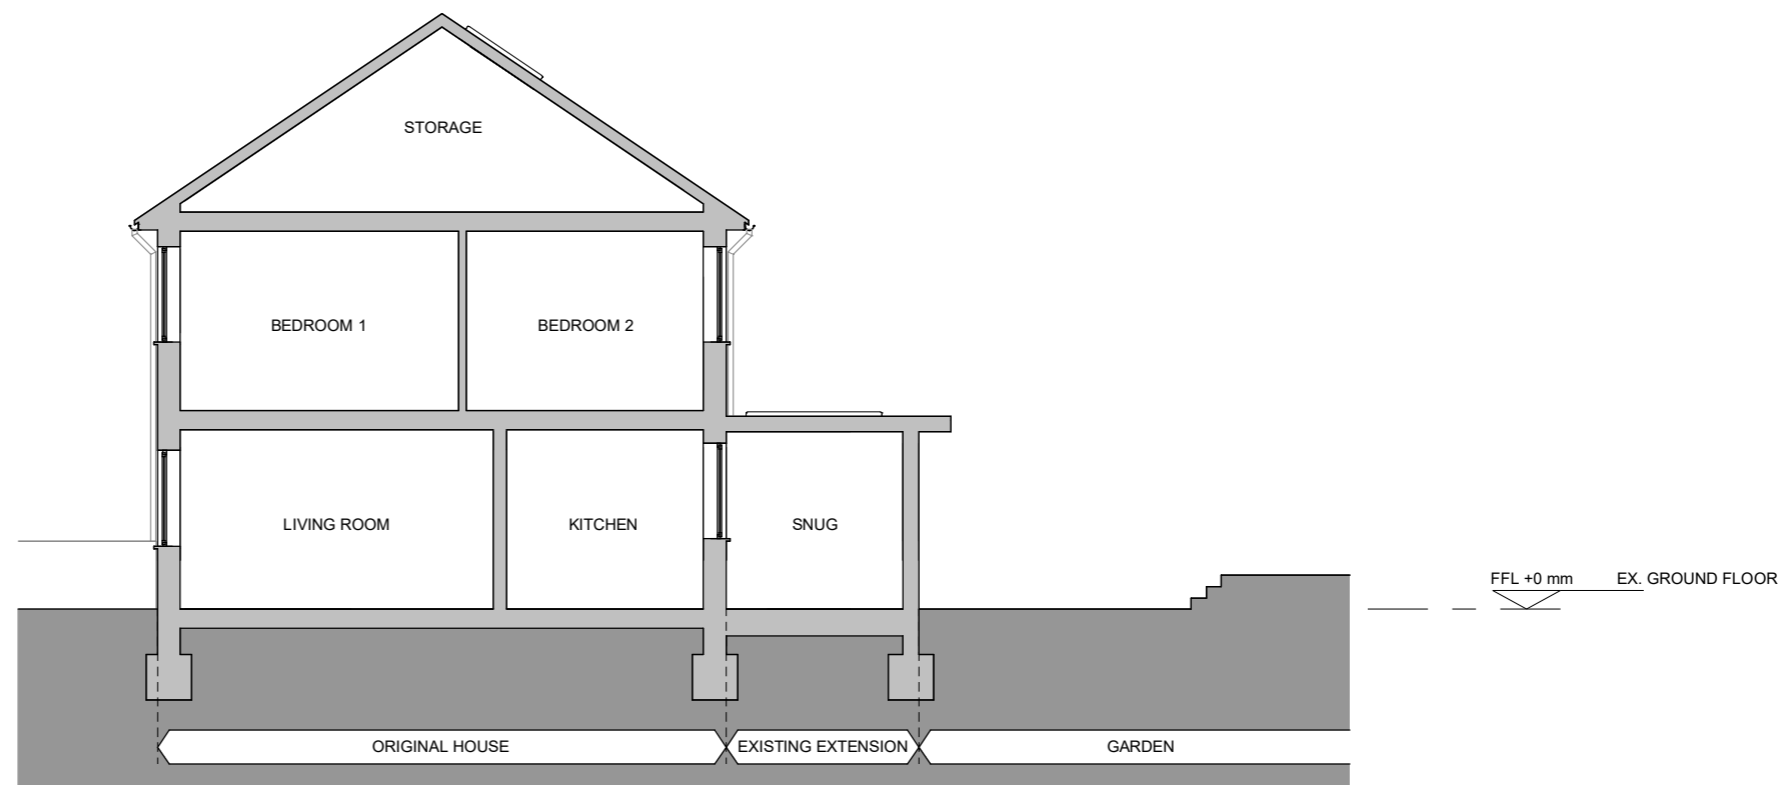 STORAGE
BEDROOM 1
BEDROOM 2
LIVING ROOM
KITCHEN
SNUG
FFL +0 mm
EX. GROUND FLOOR
ORIGINAL HOUSE
EXISTING EXTENSION
GARDEN